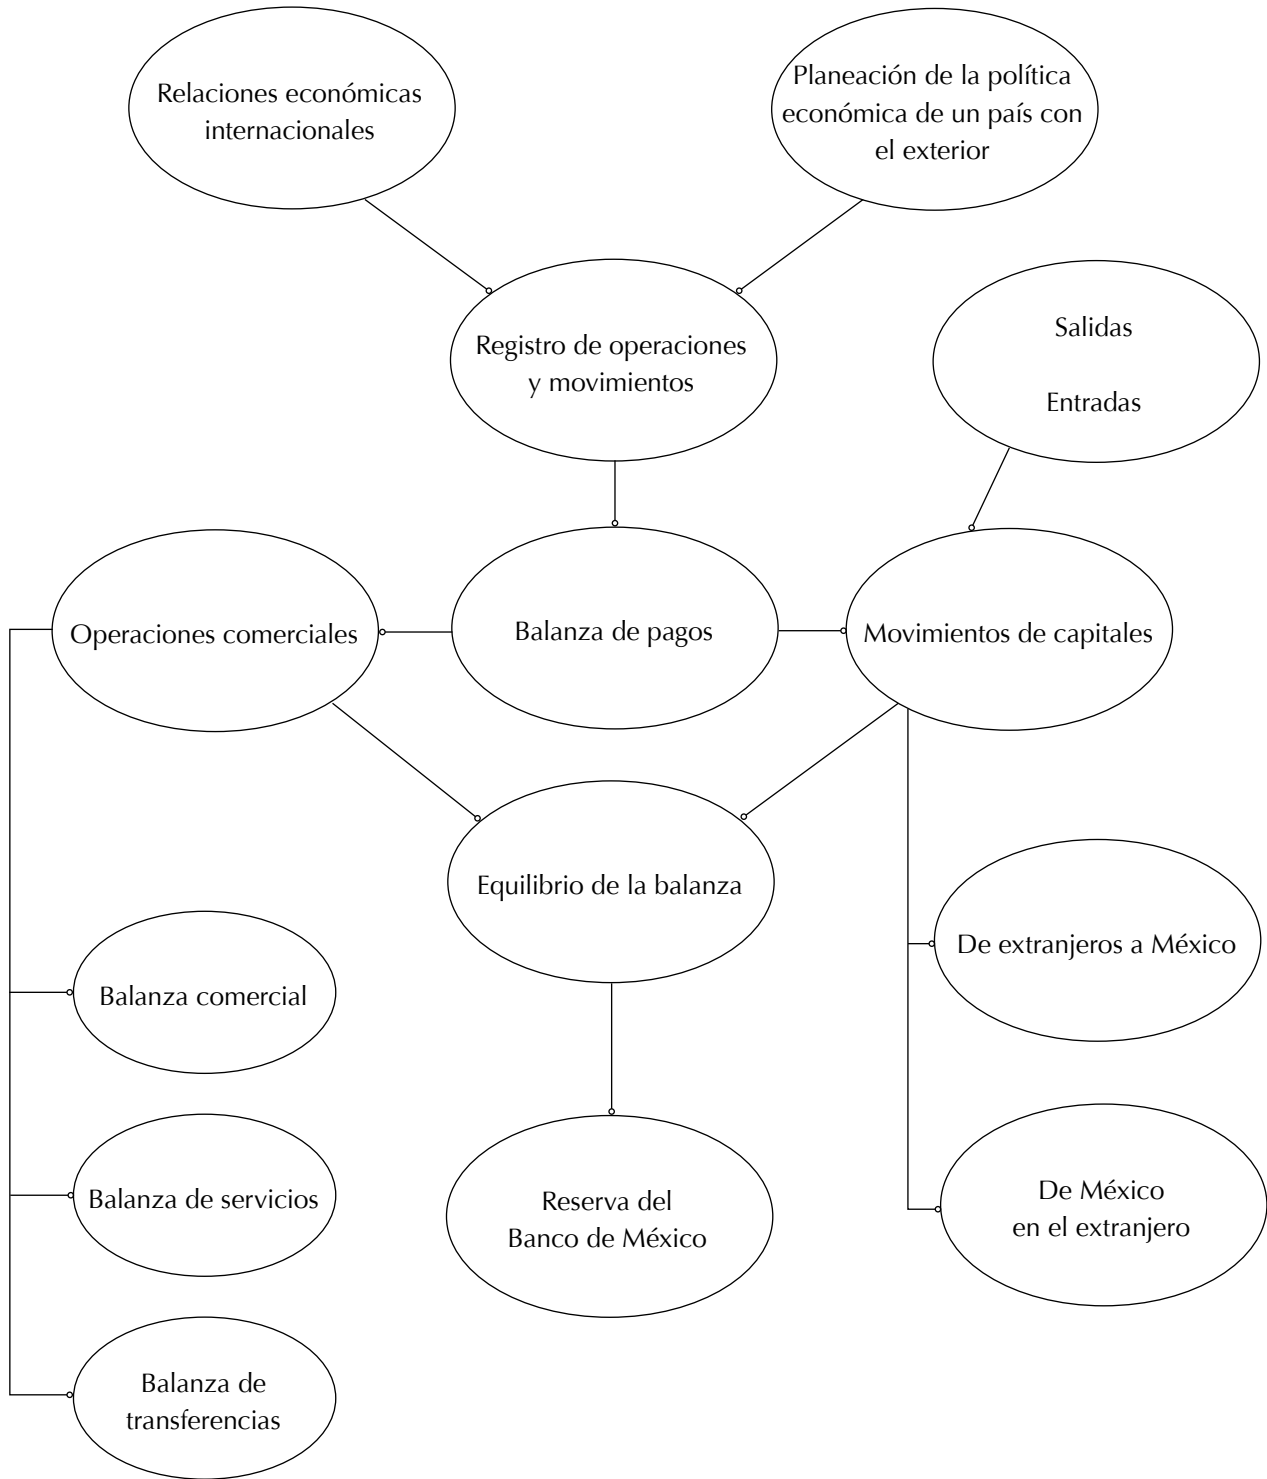 Relaciones económicas
internacionales
Planeación de la política
económica de un país con
el exterior
Registro de operaciones
y movimientos
Salidas
Entradas
Operaciones comerciales
Balanza de pagos
Movimientos de capitales
Equilibrio de la balanza
De extranjeros a México
Balanza comercial
Balanza de servicios
Reserva del
Banco de México
De México
en el extranjero
Balanza de
transferencias